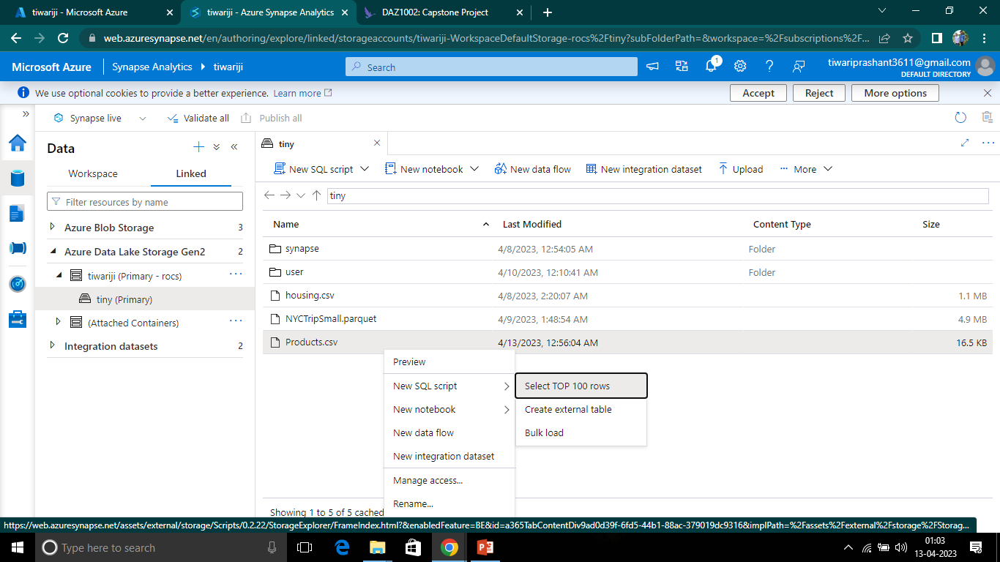 tiwariji - Microsoft Azure
tiwariji - Azure Synapse Analytics
DAZ1002: Capstone Project
web.azuresynapse.net/en/authoring/explore/linked/storageaccounts/tiwariji-WorkspaceDefaultStorage-rocs%2Ftiny?subFolderPath=&workspace=%2Fsubscriptions%2F...
Microsoft Azure
Synapse Analytics
tiwariji
Search
1
tiwariprashant3611@gmail.com
DEFAULT DIRECTORY
We use optional cookies to provide a better experience. Learn more
Accept
Reject
More options
Synapse live
Validate all
Publish all
Data
Workspace
Linked
Filter resources by name
Azure Blob Storage 3
Azure Data Lake Storage Gen2 2
tiwariji (Primary - rocs)
tiny (Primary)
(Attached Containers)
Integration datasets 2
tiny
New SQL script
New notebook
New data flow
New integration dataset
Upload
More
tiny
Name Last Modified Content Type Size
synapse 4/8/2023, 12:54:05 AM Folder
user 4/10/2023, 12:10:41 AM Folder
housing.csv 4/8/2023, 2:20:07 AM 1.1 MB
NYCTripSmall.parquet 4/9/2023, 1:48:54 AM 4.9 MB
Products.csv 4/13/2023, 12:56:04 AM 16.5 KB
Preview
New SQL script
New notebook
New data flow
New integration dataset
Manage access...
Rename...
Select TOP 100 rows
Create external table
Bulk load
Showing 1 to 5 of 5 cached
https://web.azuresynapse.net/assets/external/storage/Scripts/0.2.22/StorageExplorer/FrameIndex.html?&enabledFeature=BE&id=a365TabContentDiv9ad0d39f-6fd5-44b1-88ac-379019dc9316&implPath=%2Fassets%2Fexternal%2Fstorage%2FStorag...
Type here to search
01:03
13-04-2023